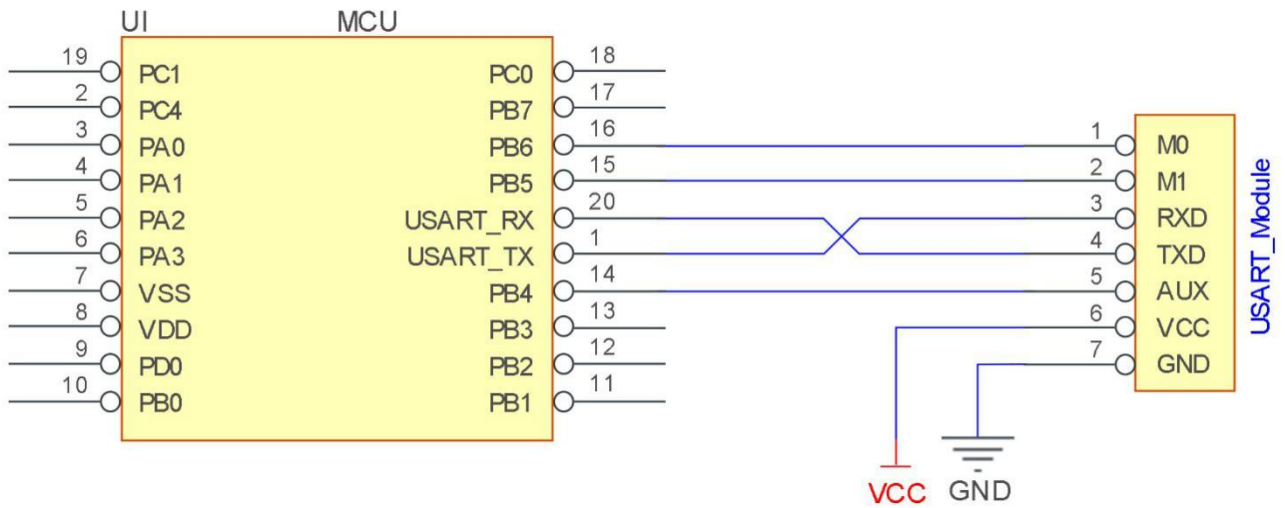 UI MCU
19 PC1 PC0 18
2 PC4 PB7 17
3 PA0 PB6 16 1 M0
4 PA1 PB5 15 2 M1
5 PA2 USART_RX 20 3 RXD
6 PA3 USART_TX 1 4 TXD
7 VSS PB4 14 5 AUX
8 VDD PB3 13 6 VCC
9 PD0 PB2 12 7 GND
10 PB0 PB1 11
USART_Module
VCC GND